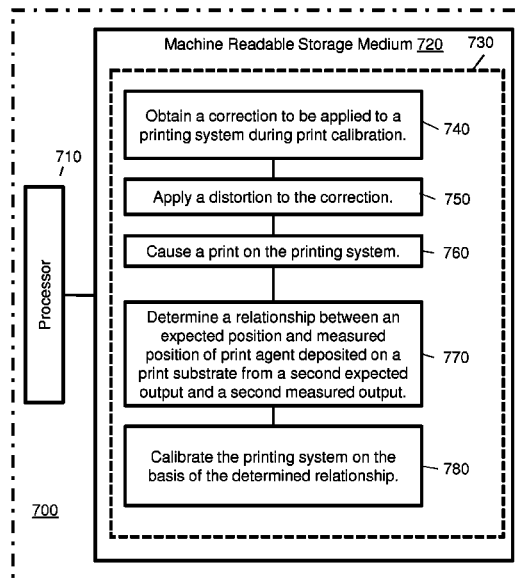 Machine Readable Storage Medium 720
730
710
Processor
Obtain a correction to be applied to a
printing system during print calibration.
740
Apply a distortion to the correction.
750
Cause a print on the printing system.
760
Determine a relationship between an
expected position and measured
position of print agent deposited on a
print substrate from a second expected
output and a second measured output.
770
Calibrate the printing system on the
basis of the determined relationship.
780
700